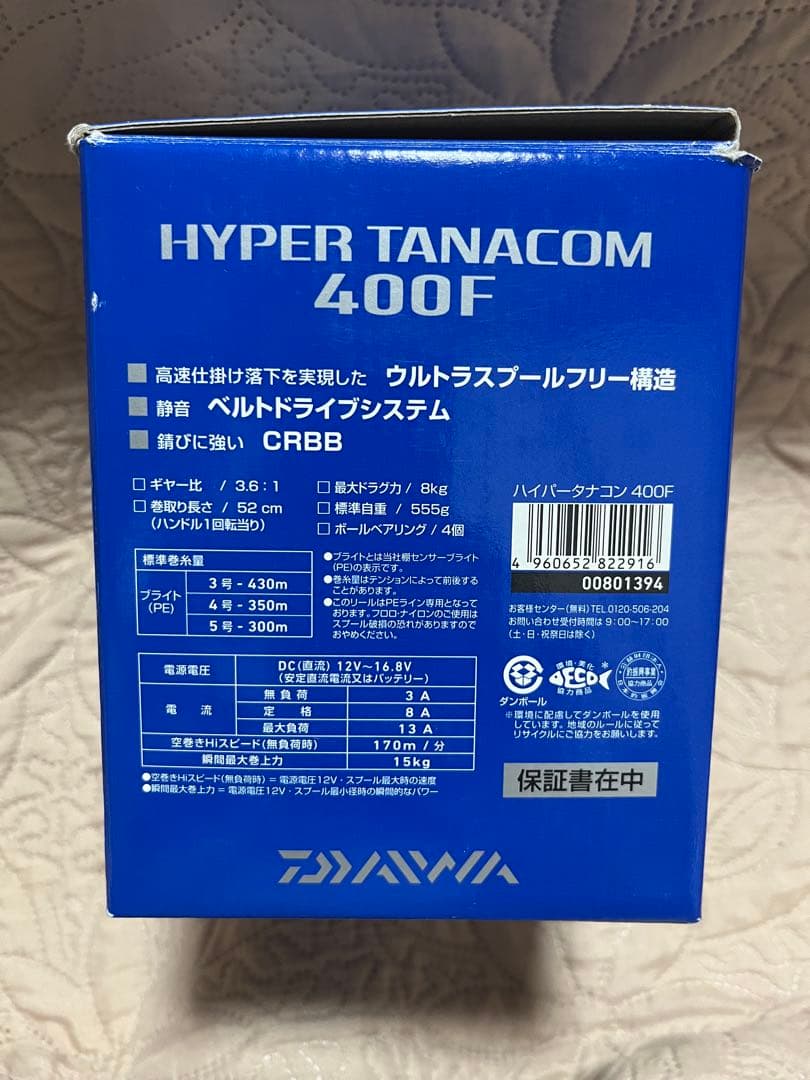 HYPER TANACOM
400F
高速仕掛け落下を実現した ウルトラスプールフリー構造
静音 ベルトドライブシステム
錆びに強い CRBB
ギヤー比 / 3.6:1
巻取り長さ / 52 cm
(ハンドル1回転当り)
最大ドラグ力 / 8kg
標準自重 / 555g
ボールベアリング / 4個
標準巻糸量
ブライト
(PE)
3号-430m
4号-350m
5号-300m
●ブライトとは当社棚センサーブライト
(PE)の表示です。
●巻糸量はテンションによって前後する
ことがあります。
●このリールはPEライン専用となって
おります。フロロ・ナイロンのご使用は
スプール破損の恐れがありますので
おやめください。
ハイパータナコン 400F
4 960652 822916
00801394
お客様センター(無料)TEL 0120-506-204
お問い合わせ受付時間は 9:00~17:00
(土・日・祝祭日は除く)
電源電圧 DC(直流) 12V~16.8V
(安定直流電流又はバッテリー)
電流
無負荷 3 A
定格 8 A
最大負荷 13 A
空巻きHiスピード(無負荷時) 170m / 分
瞬間最大巻上力 15kg
●空巻きHiスピード(無負荷時) = 電源電圧12V・スプール最大時の速度
●瞬間最大巻上力 = 電源電圧12V・スプール最小径時の瞬間的なパワー
ダンボール
環境・美化
ECO
協力商品
釣振興事業
協力商品
※環境に配慮してダンボールを使用
しています。地域のルールに従って
リサイクルにご協力をお願いします。
保証書在中
DAIWA